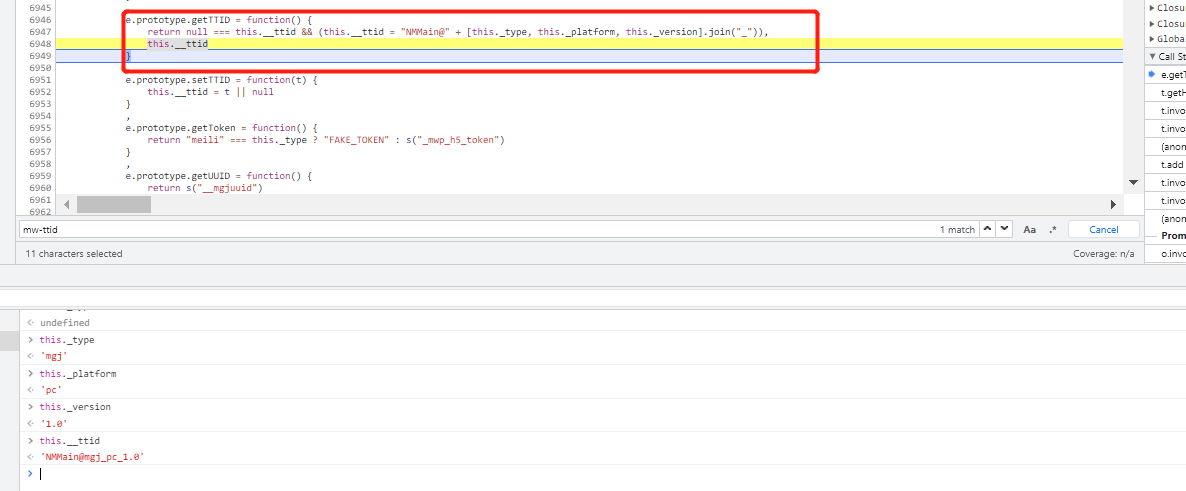 6945
6946 e.prototype.getTTID = function() {
6947 return null === this.__ttid && (this.__ttid = "NMMain@" + [this._type, this._platform, this._version].join("_")),
6948 this.__ttid
6949 }
6950 ,
6951 e.prototype.setTTID = function(t) {
6952 this.__ttid = t || null
6953 }
6954 ,
6955 e.prototype.getToken = function() {
6956 return "meili" === this._type ? "FAKE_TOKEN" : s("_mwp_h5_token")
6957 }
6958 ,
6959 e.prototype.getUUID = function() {
6960 return s("__mgjuuid")
6961
6962
mw-ttid 1 match Aa .* Cancel
11 characters selected Coverage: n/a
Closu
Closu
Globa
Call St
e.getT
t.getH
t.invo
t.invo
(anon
t.add
t.invo
t.invo
(anon
Prom
o.invo
undefined
this._type
'mgj'
this._platform
'pc'
this._version
'1.0'
this.__ttid
'NMMain@mgj_pc_1.0'